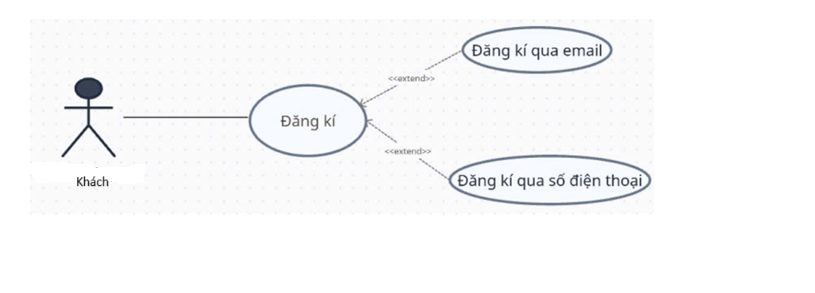 Đăng kí qua email
<<extend>>
Đăng kí
<<extend>>
Đăng kí qua số điện thoại
Khách